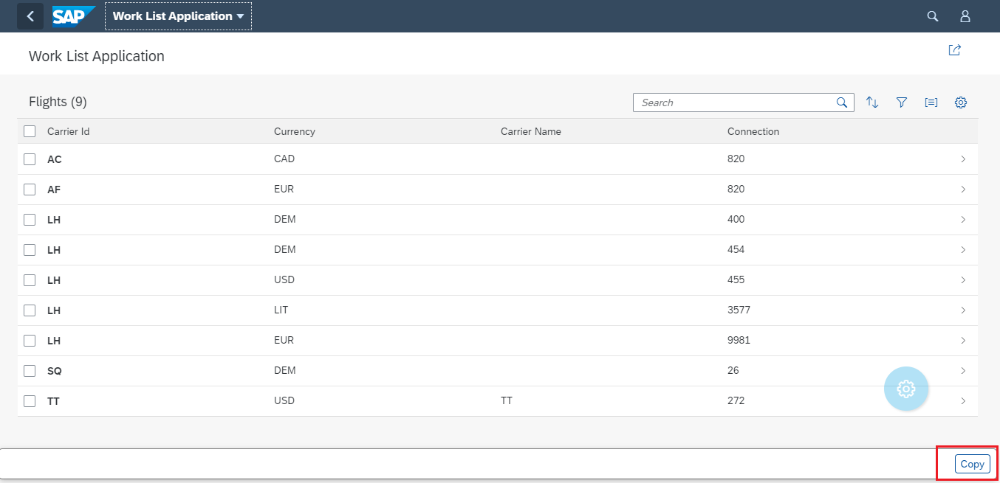 SAP Work List Application
Work List Application
Flights (9) Search
Carrier Id Currency Carrier Name Connection
AC CAD 820
AF EUR 820
LH DEM 400
LH DEM 454
LH USD 455
LH LIT 3577
LH EUR 9981
SQ DEM 26
TT USD TT 272
Copy